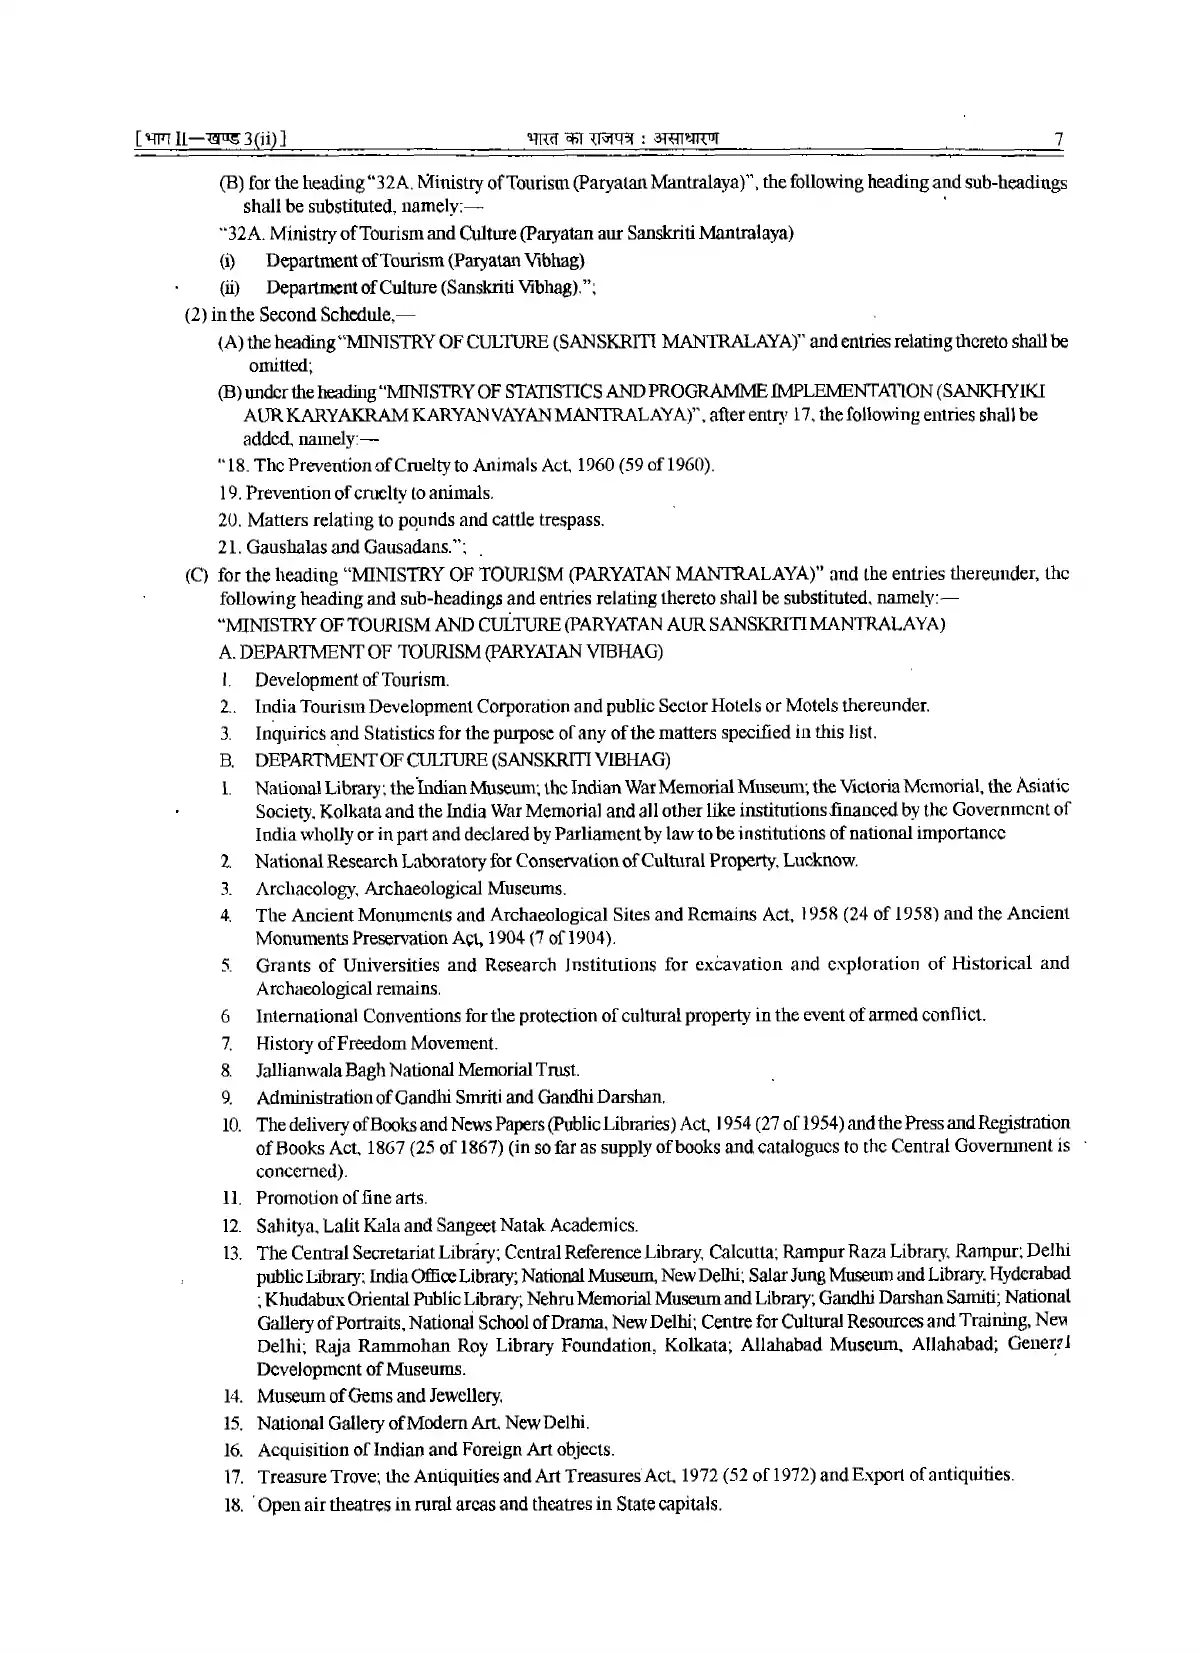 [ भाग II—खण्ड 3(ii) ] भारत का राजपत्र : असाधारण 7
(B) for the heading “32A. Ministry of Tourism (Paryatan Mantralaya)”, the following heading and sub-headings
shall be substituted, namely:—
“32A. Ministry of Tourism and Culture (Paryatan aur Sanskriti Mantralaya)
(i) Department of Tourism (Paryatan Vibhag)
(ii) Department of Culture (Sanskriti Vibhag).”;
(2) in the Second Schedule,—
(A) the heading “MINISTRY OF CULTURE (SANSKRITI MANTRALAYA)” and entries relating thereto shall be
omitted;
(B) under the heading “MINISTRY OF STATISTICS AND PROGRAMME IMPLEMENTATION (SANKHYIKI
AUR KARYAKRAM KARYANVAYAN MANTRALAYA)”, after entry 17, the following entries shall be
added, namely:—
“18. The Prevention of Cruelty to Animals Act, 1960 (59 of 1960).
19. Prevention of cruelty to animals.
20. Matters relating to pounds and cattle trespass.
21. Gaushalas and Gausadans.”;
(C) for the heading “MINISTRY OF TOURISM (PARYATAN MANTRALAYA)” and the entries thereunder, the
following heading and sub-headings and entries relating thereto shall be substituted, namely:—
“MINISTRY OF TOURISM AND CULTURE (PARYATAN AUR SANSKRITI MANTRALAYA)
A. DEPARTMENT OF TOURISM (PARYATAN VIBHAG)
1. Development of Tourism.
2.. India Tourism Development Corporation and public Sector Hotels or Motels thereunder.
3. Inquiries and Statistics for the purpose of any of the matters specified in this list.
B. DEPARTMENT OF CULTURE (SANSKRITI VIBHAG)
1. National Library; the Indian Museum; the Indian War Memorial Museum; the Victoria Memorial, the Asiatic
Society, Kolkata and the India War Memorial and all other like institutions financed by the Government of
India wholly or in part and declared by Parliament by law to be institutions of national importance
2. National Research Laboratory for Conservation of Cultural Property, Lucknow.
3. Archaeology, Archaeological Museums.
4. The Ancient Monuments and Archaeological Sites and Remains Act, 1958 (24 of 1958) and the Ancient
Monuments Preservation Act, 1904 (7 of 1904).
5. Grants of Universities and Research Institutions for excavation and exploration of Historical and
Archaeological remains.
6 International Conventions for the protection of cultural property in the event of armed conflict.
7. History of Freedom Movement.
8. Jallianwala Bagh National Memorial Trust.
9. Administration of Gandhi Smriti and Gandhi Darshan.
10. The delivery of Books and News Papers (Public Libraries) Act, 1954 (27 of 1954) and the Press and Registration
of Books Act, 1867 (25 of 1867) (in so far as supply of books and catalogues to the Central Government is
concerned).
11. Promotion of fine arts.
12. Sahitya, Lalit Kala and Sangeet Natak Academics.
13. The Central Secretariat Library; Central Reference Library, Calcutta; Rampur Raza Library, Rampur; Delhi
public Library; India Office Library; National Museum, New Delhi; Salar Jung Museum and Library, Hyderabad
; Khudabux Oriental Public Library; Nehru Memorial Museum and Library; Gandhi Darshan Samiti; National
Gallery of Portraits, National School of Drama, New Delhi; Centre for Cultural Resources and Training, New
Delhi; Raja Rammohan Roy Library Foundation, Kolkata; Allahabad Museum, Allahabad; General
Development of Museums.
14. Museum of Gems and Jewellery.
15. National Gallery of Modern Art, New Delhi.
16. Acquisition of Indian and Foreign Art objects.
17. Treasure Trove; the Antiquities and Art Treasures Act, 1972 (52 of 1972) and Export of antiquities.
18. Open air theatres in rural areas and theatres in State capitals.